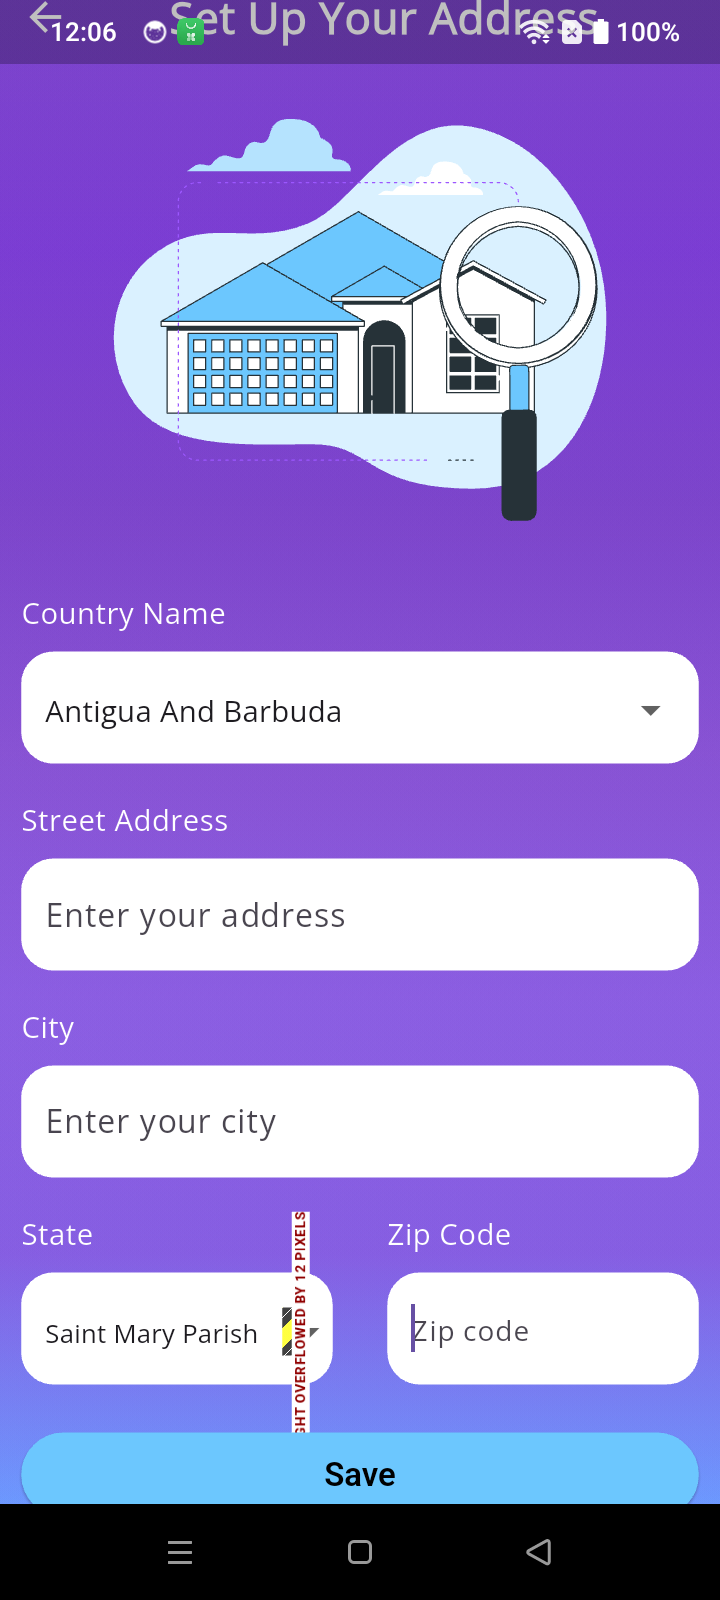 Set Up Your Address
12:06
100%
Country Name
Antigua And Barbuda
Street Address
Enter your address
City
Enter your city
State
Zip Code
Saint Mary Parish
GHT OVERFLOWED BY 12 PIXELS
Zip code
Save